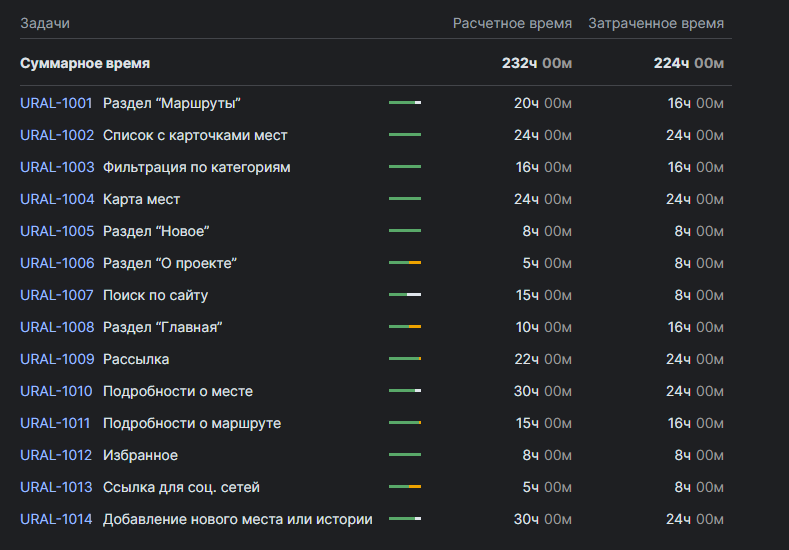 Задачи Расчетное время Затраченное время
Суммарное время 232ч 00м 224ч 00м
URAL-1001 Раздел “Маршруты” 20ч 00м 16ч 00м
URAL-1002 Список с карточками мест 24ч 00м 24ч 00м
URAL-1003 Фильтрация по категориям 16ч 00м 16ч 00м
URAL-1004 Карта мест 24ч 00м 24ч 00м
URAL-1005 Раздел “Новое” 8ч 00м 8ч 00м
URAL-1006 Раздел “О проекте” 5ч 00м 8ч 00м
URAL-1007 Поиск по сайту 15ч 00м 8ч 00м
URAL-1008 Раздел “Главная” 10ч 00м 16ч 00м
URAL-1009 Рассылка 22ч 00м 24ч 00м
URAL-1010 Подробности о месте 30ч 00м 24ч 00м
URAL-1011 Подробности о маршруте 15ч 00м 16ч 00м
URAL-1012 Избранное 8ч 00м 8ч 00м
URAL-1013 Ссылка для соц. сетей 5ч 00м 8ч 00м
URAL-1014 Добавление нового места или истории 30ч 00м 24ч 00м